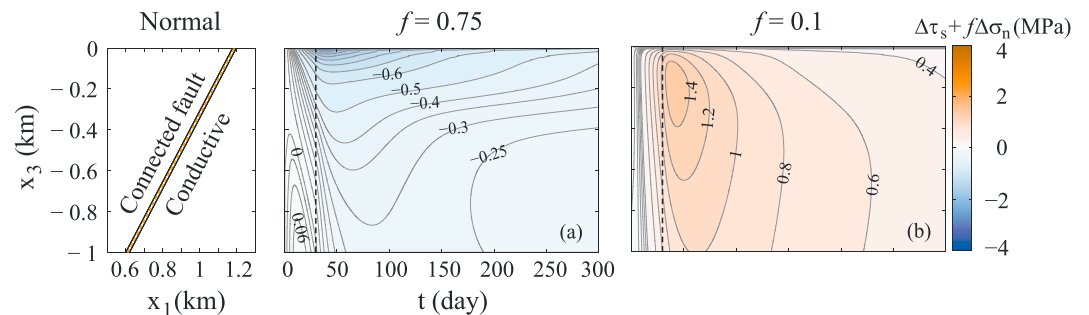 Normal
f = 0.75
f = 0.1
Δτs + fΔσn(MPa)
x3 (km)
0
− 0.2
− 0.4
− 0.6
− 0.8
− 1
Connected fault
Conductive
0.6 0.8 1 1.2
x1(km)
−0.6
−0.5
−0.4
−0.3
−0.25
0
0.06
(a)
0 50 100 150 200 250 300
t (day)
1.4
1.2
1
0.8
0.6
0.4
(b)
4
2
0
−2
−4